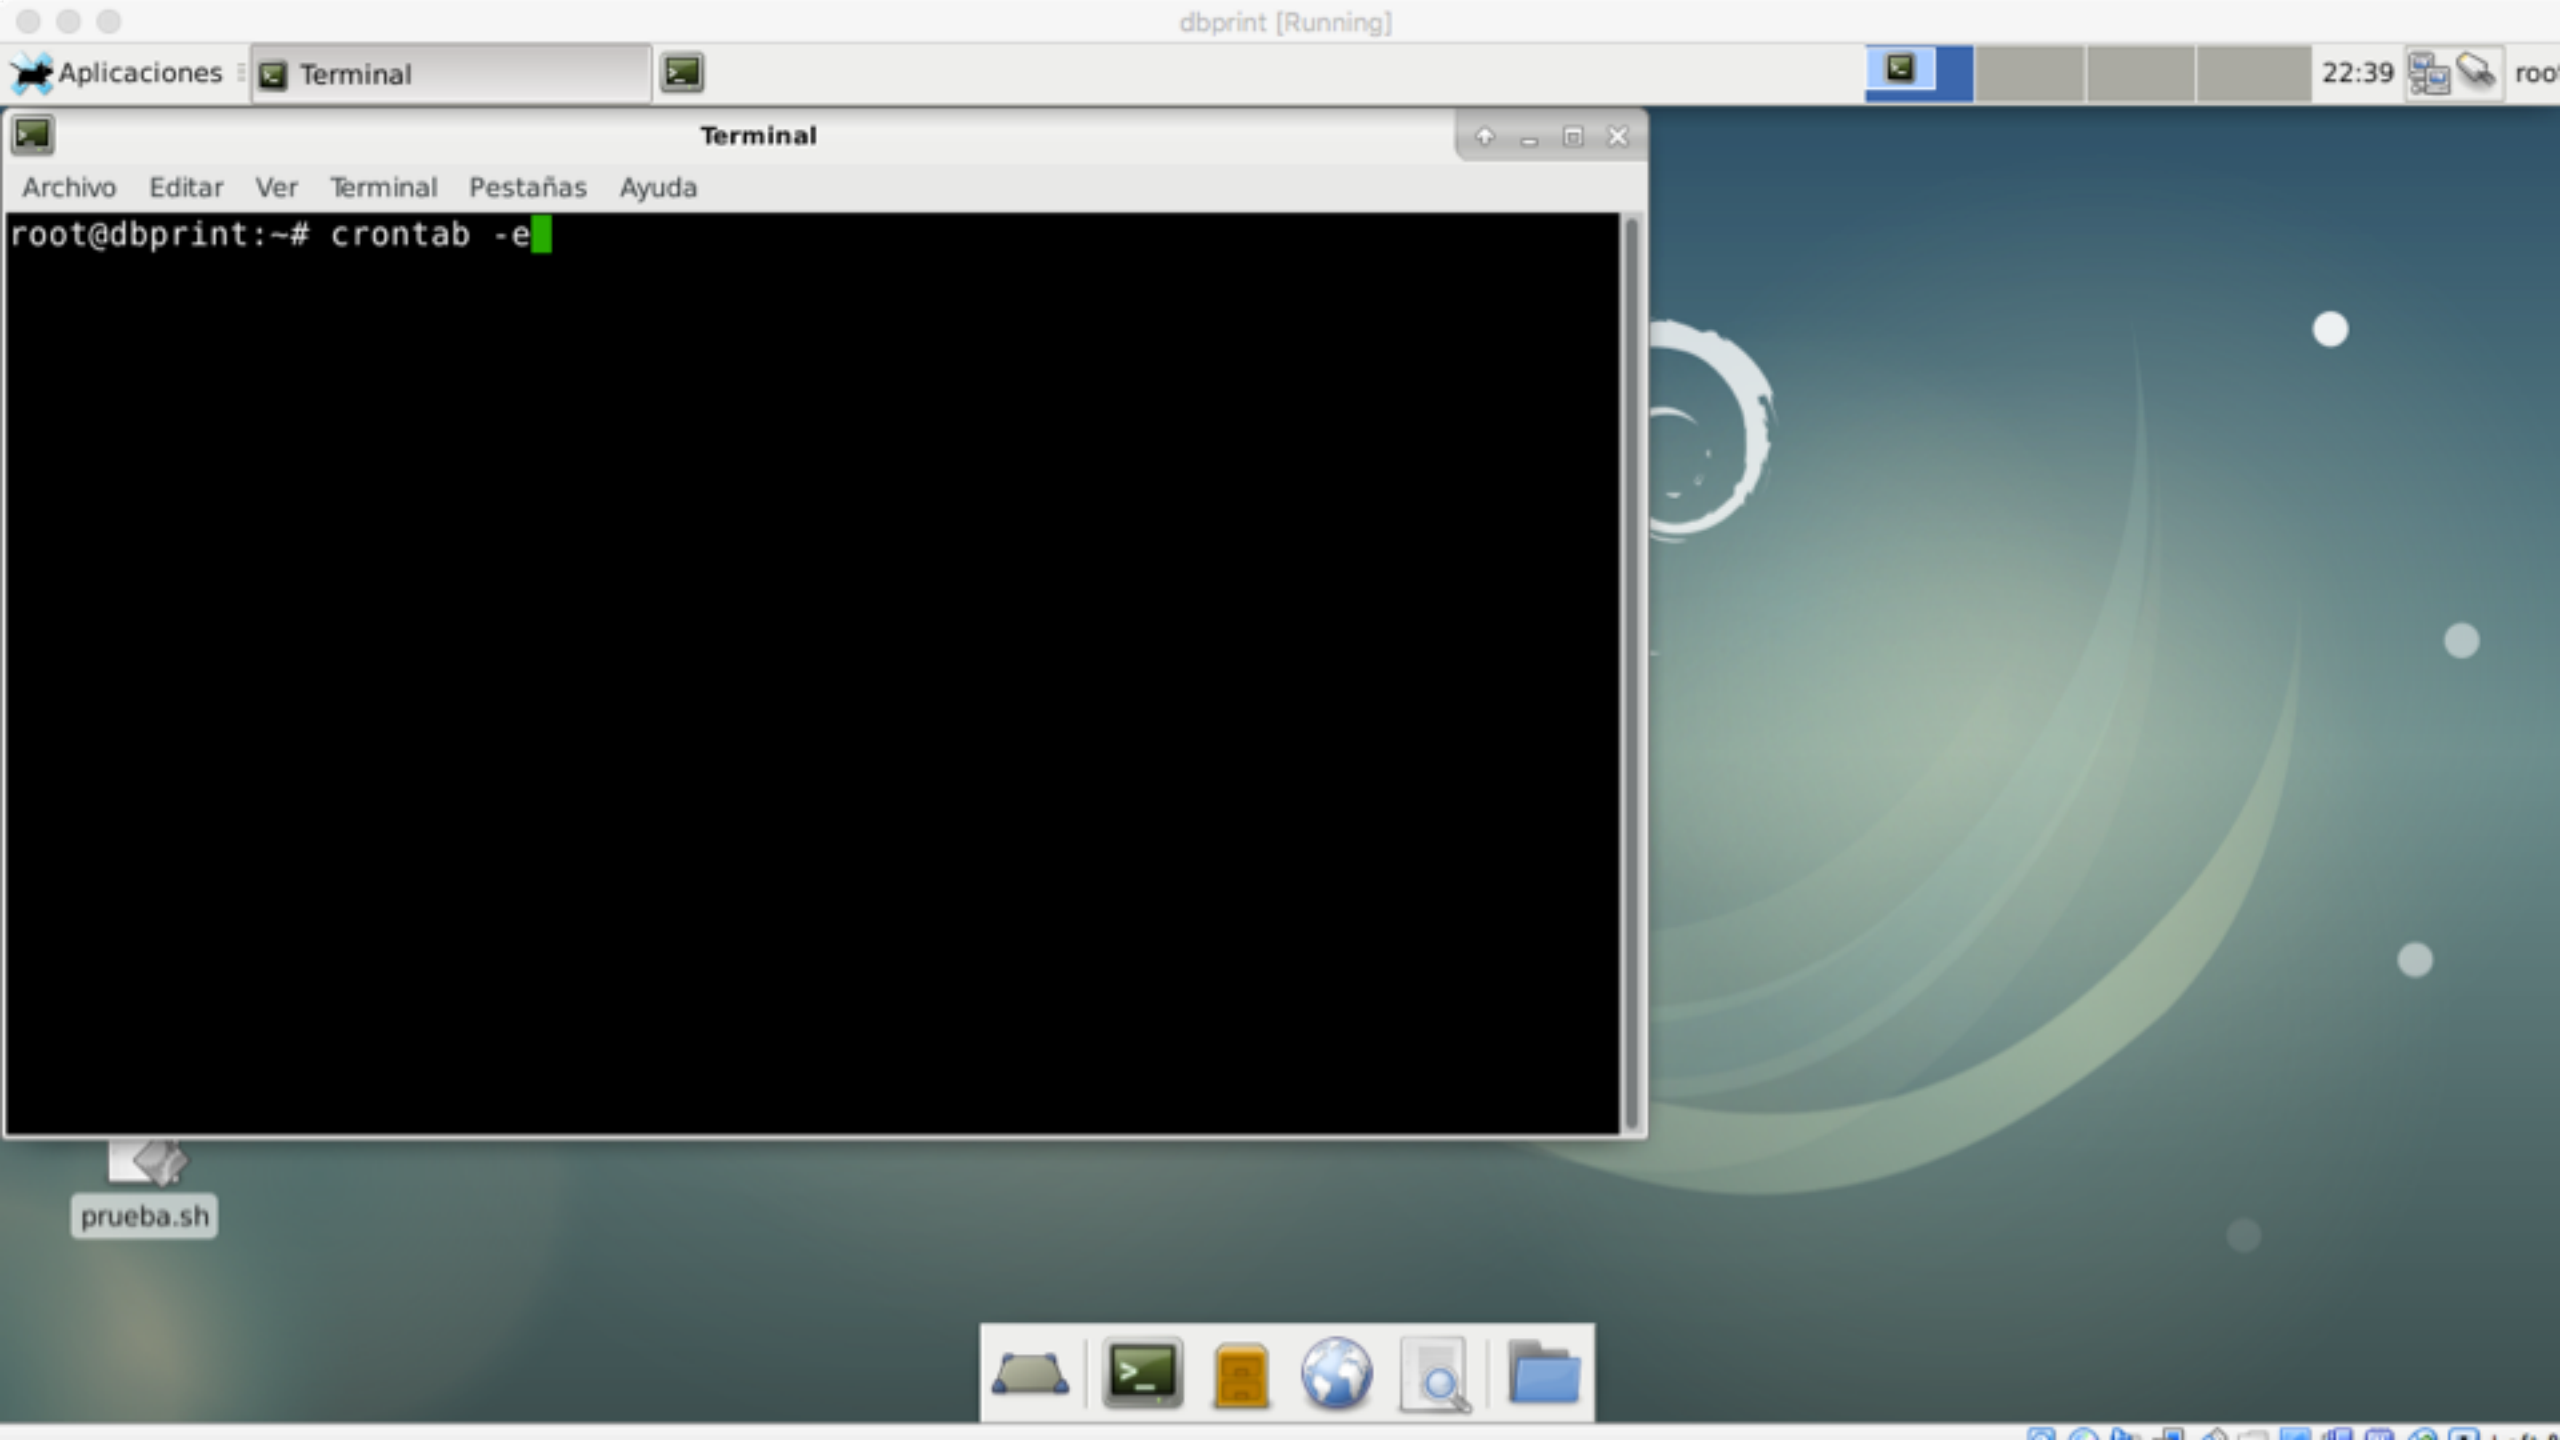 dbprint [Running]
Aplicaciones
Terminal
22:39
Terminal
Archivo Editar Ver Terminal Pestañas Ayuda
root@dbprint:~# crontab -e
prueba.sh